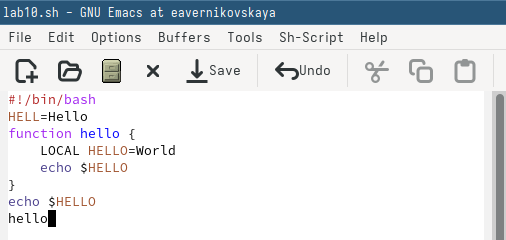 lab10.sh – GNU Emacs at eavernikovskaya
File Edit Options Buffers Tools Sh-Script Help
Save Undo
#!/bin/bash
HELL=Hello
function hello {
    LOCAL HELLO=World
    echo $HELLO
}
echo $HELLO
hello